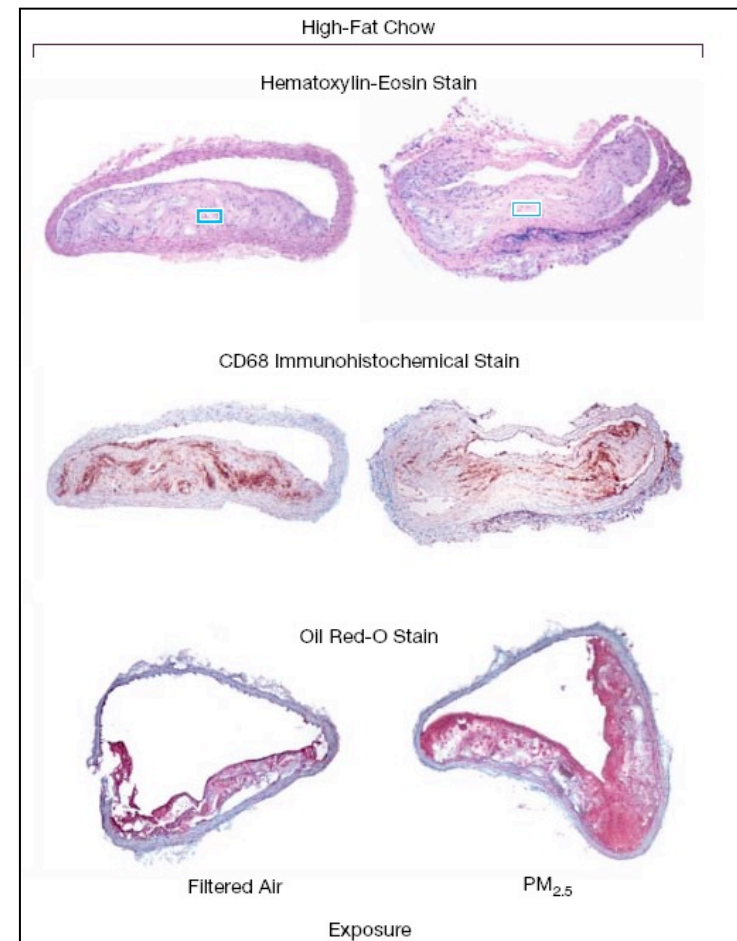 High-Fat Chow
Hematoxylin-Eosin Stain
CD68 Immunohistochemical Stain
Oil Red-O Stain
Filtered Air PM2.5
Exposure